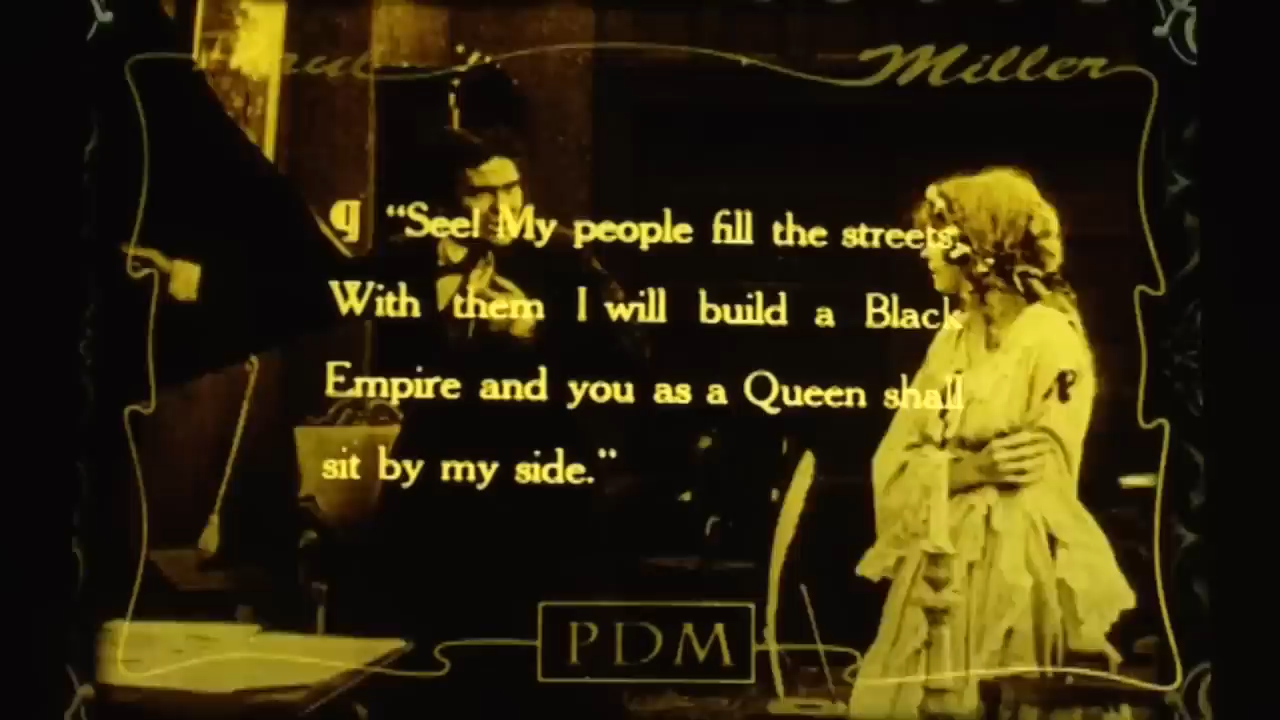 Paul Miller
¶ “See! My people fill the streets.
With them I will build a Black
Empire and you as a Queen shall
sit by my side.“
PDM